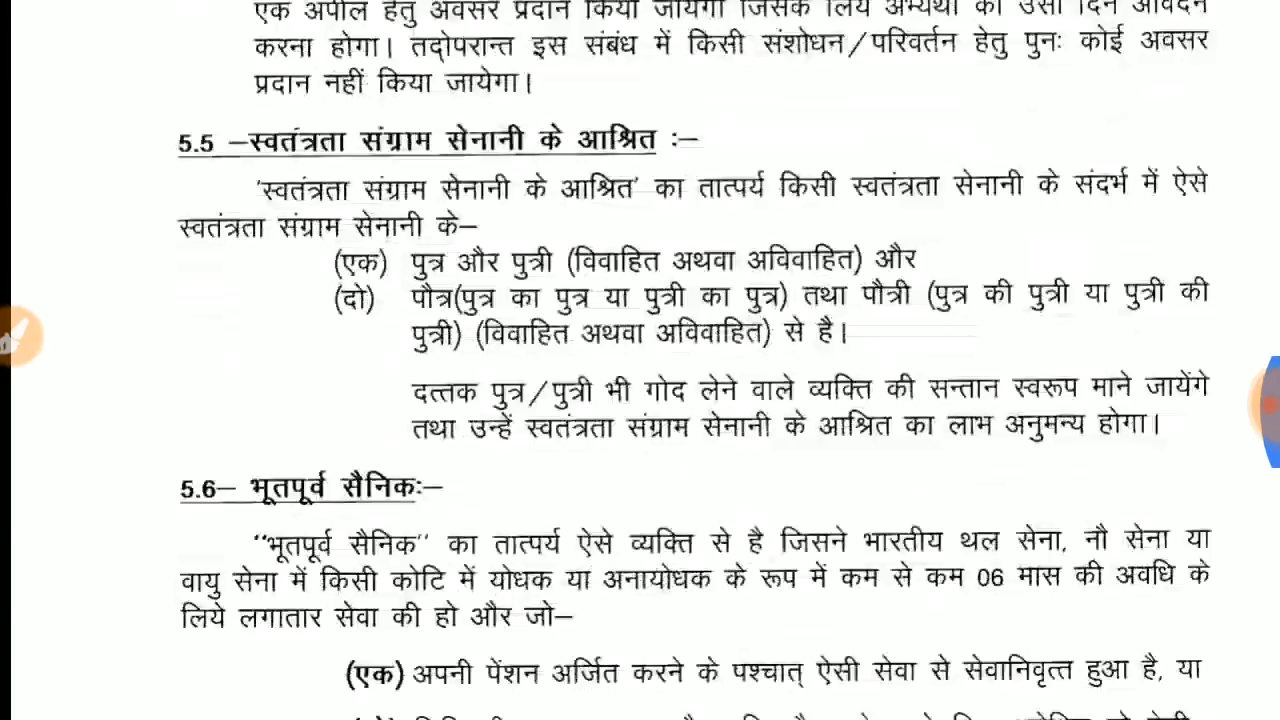 एक अपील हेतु अवसर प्रदान किया जायेगा जिसके लिये अभ्यर्थी को उसी दिन आवेदन
करना होगा। तद्दोपरान्त इस संबंध में किसी संशोधन/परिवर्तन हेतु पुनः कोई अवसर
प्रदान नहीं किया जायेगा।
5.5 –स्वतंत्रता संग्राम सेनानी के आश्रित :–
'स्वतंत्रता संग्राम सेनानी के आश्रित' का तात्पर्य किसी स्वतंत्रता सेनानी के संदर्भ में ऐसे
स्वतंत्रता संग्राम सेनानी के–
(एक) पुत्र और पुत्री (विवाहित अथवा अविवाहित) और
(दो) पौत्र(पुत्र का पुत्र या पुत्री का पुत्र) तथा पौत्री (पुत्र की पुत्री या पुत्री की
पुत्री) (विवाहित अथवा अविवाहित) से है।
दत्तक पुत्र/पुत्री भी गोद लेने वाले व्यक्ति की सन्तान स्वरूप माने जायेंगे
तथा उन्हें स्वतंत्रता संग्राम सेनानी के आश्रित का लाभ अनुमन्य होगा।
5.6– भूतपूर्व सैनिकः–
"भूतपूर्व सैनिक" का तात्पर्य ऐसे व्यक्ति से है जिसने भारतीय थल सेना, नौ सेना या
वायु सेना में किसी कोटि में योधक या अनायोधक के रूप में कम से कम 06 मास की अवधि के
लिये लगातार सेवा की हो और जो–
(एक) अपनी पेंशन अर्जित करने के पश्चात् ऐसी सेवा से सेवानिवृत्त हुआ है, या